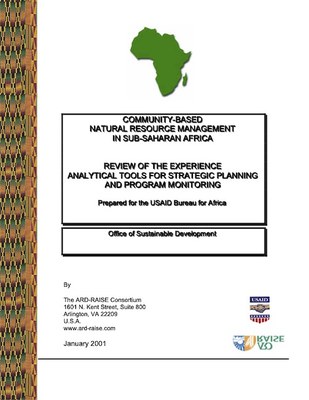 COMMUNITY-BASED
NATURAL RESOURCE MANAGEMENT
IN SUB-SAHARAN AFRICA
REVIEW OF THE EXPERIENCE
ANALYTICAL TOOLS FOR STRATEGIC PLANNING
AND PROGRAM MONITORING
Prepared for the USAID Bureau for Africa
Office of Sustainable Development
By
The ARD-RAISE Consortium
1601 N. Kent Street, Suite 800
Arlington, VA 22209
U.S.A.
www.ard-raise.com
January 2001
USAID
RAISE
ARD